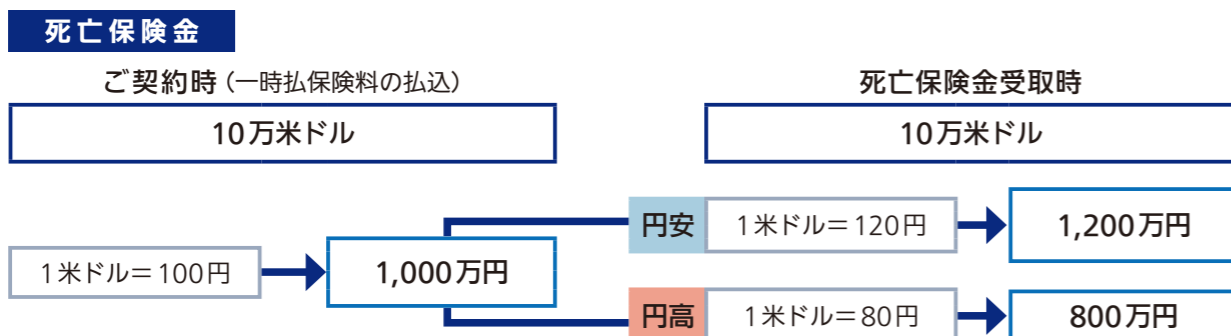 死亡保険金
ご契約時（一時払保険料の払込）
10万米ドル
死亡保険金受取時
10万米ドル
1米ドル＝100円
1,000万円
円安
1米ドル＝120円
1,200万円
円高
1米ドル＝80円
800万円